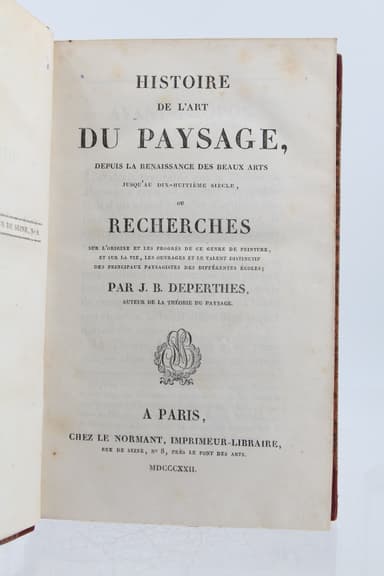 DE SEINE, N° 8.
HISTOIRE
DE L'ART
DU PAYSAGE,
DEPUIS LA RENAISSANCE DES BEAUX ARTS
JUSQU'AU DIX-HUITIÈME SIÈCLE,
OU
RECHERCHES
SUR L'ORIGINE ET LES PROGRÈS DE CE GENRE DE PEINTURE,
ET SUR LA VIE, LES OUVRAGES ET LE TALENT DISTINCTIF
DES PRINCIPAUX PAYSAGISTES DES DIFFÉRENTES ÉCOLES;
PAR J. B. DEPERTHES,
AUTEUR DE LA THÉORIE DU PAYSAGE.
A PARIS,
CHEZ LE NORMANT, IMPRIMEUR-LIBRAIRE,
RUE DE SEINE, N° 8, PRÈS LE PONT DES ARTS.
MDCCCXXII.